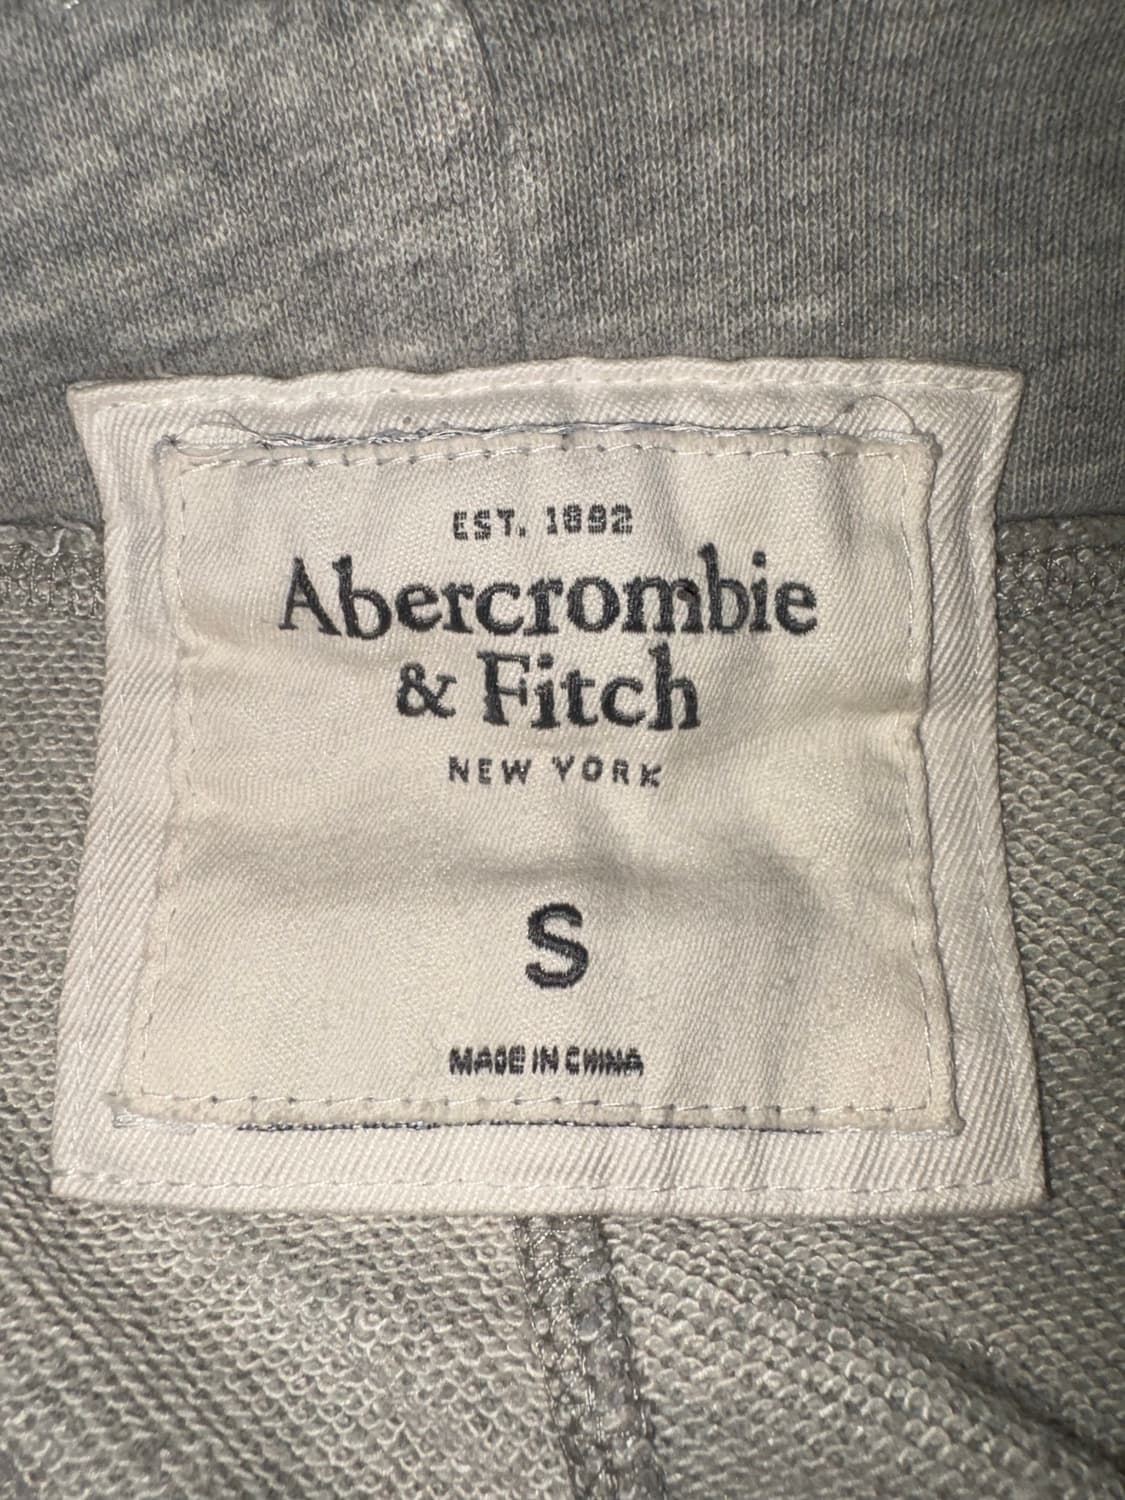 EST. 1892
Abercrombie
& Fitch
NEW YORK
S
MADE IN CHINA